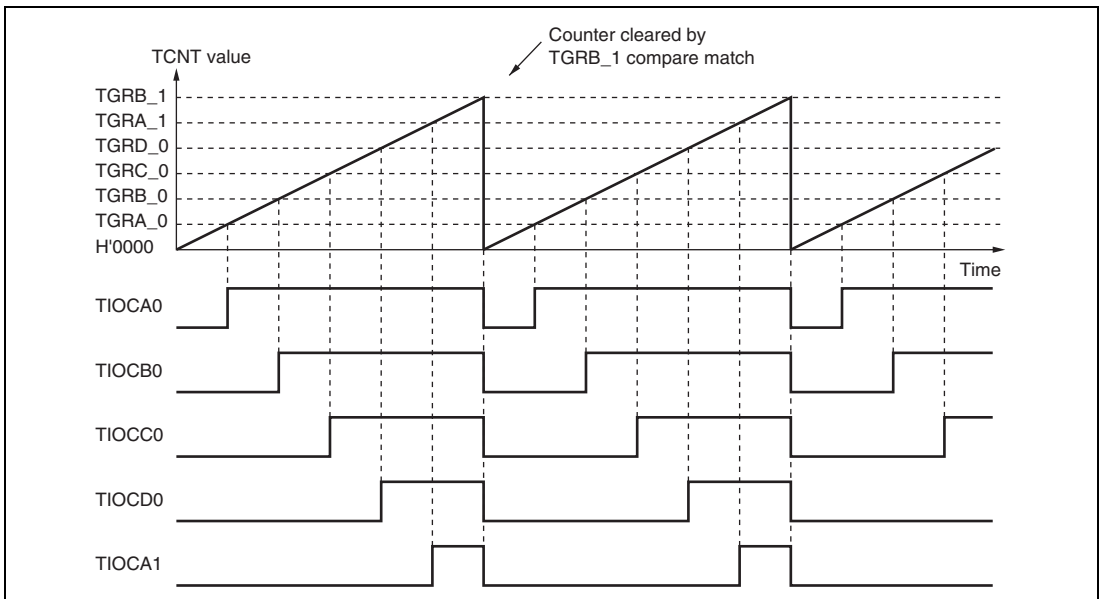 Counter cleared by
TGRB_1 compare match
TCNT value
TGRB_1
TGRA_1
TGRD_0
TGRC_0
TGRB_0
TGRA_0
H'0000
Time
TIOCA0
TIOCB0
TIOCC0
TIOCD0
TIOCA1